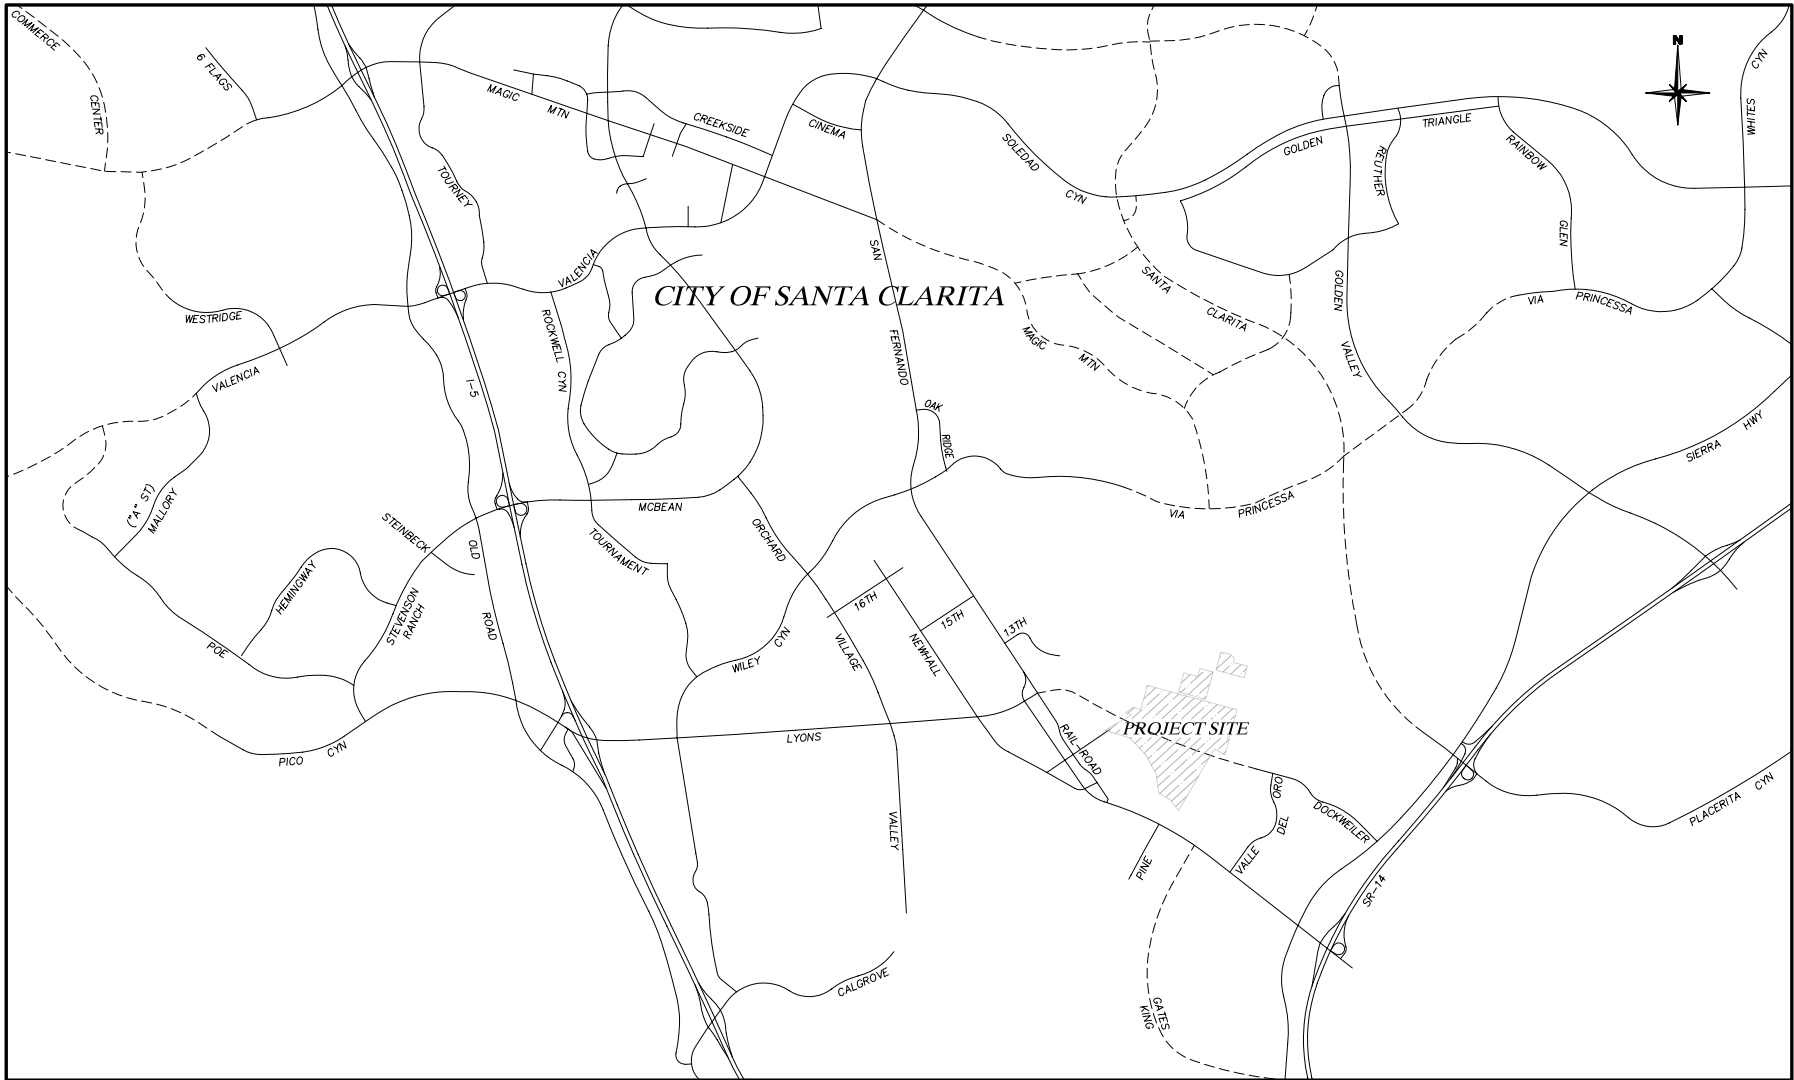 COMMERCE
CENTER
6 FLAGS
N
CYN
WHITES
MAGIC
MTN
CREEKSIDE
CINEMA
SOLEDAD
CYN
GOLDEN
TRIANGLE
REUTHER
RAINBOW
GLEN
TOURNEY
VALENCIA
SAN
FERNANDO
CITY OF SANTA CLARITA
SANTA
CLARITA
GOLDEN
VALLEY
VIA
PRINCESSA
WESTRIDGE
ROCKWELL CYN
MAGIC
MTN
VALENCIA
I-5
OAK
RIDGE
SIERRA
HWY
("A" ST)
MALLORY
STEINBECK
OLD
ROAD
MCBEAN
TOURNAMENT
ORCHARD
VILLAGE
VALLEY
VIA
PRINCESSA
HEMINGWAY
STEVENSON
RANCH
POE
16TH
15TH
13TH
NEWHALL
WILEY
CYN
PICO
CYN
LYONS
RAIL-ROAD
PROJECT SITE
VALLE
DEL
ORO
DOCKWEILER
PLACERITA
CYN
PINE
SR-14
CALGROVE
GATES
KING